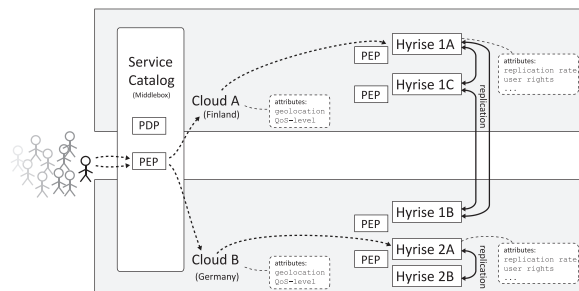 Service
Catalog
(Middlebox)
PDP
PEP
Cloud A
(Finland)
attributes:
geolocation
QoS-level
PEP
Hyrise 1A
PEP
Hyrise 1C
attributes:
replication rate
user rights
...
replication
PEP
Hyrise 1B
Cloud B
(Germany)
attributes:
geolocation
QoS-level
PEP
Hyrise 2A
Hyrise 2B
replication
attributes:
replication rate
user rights
...